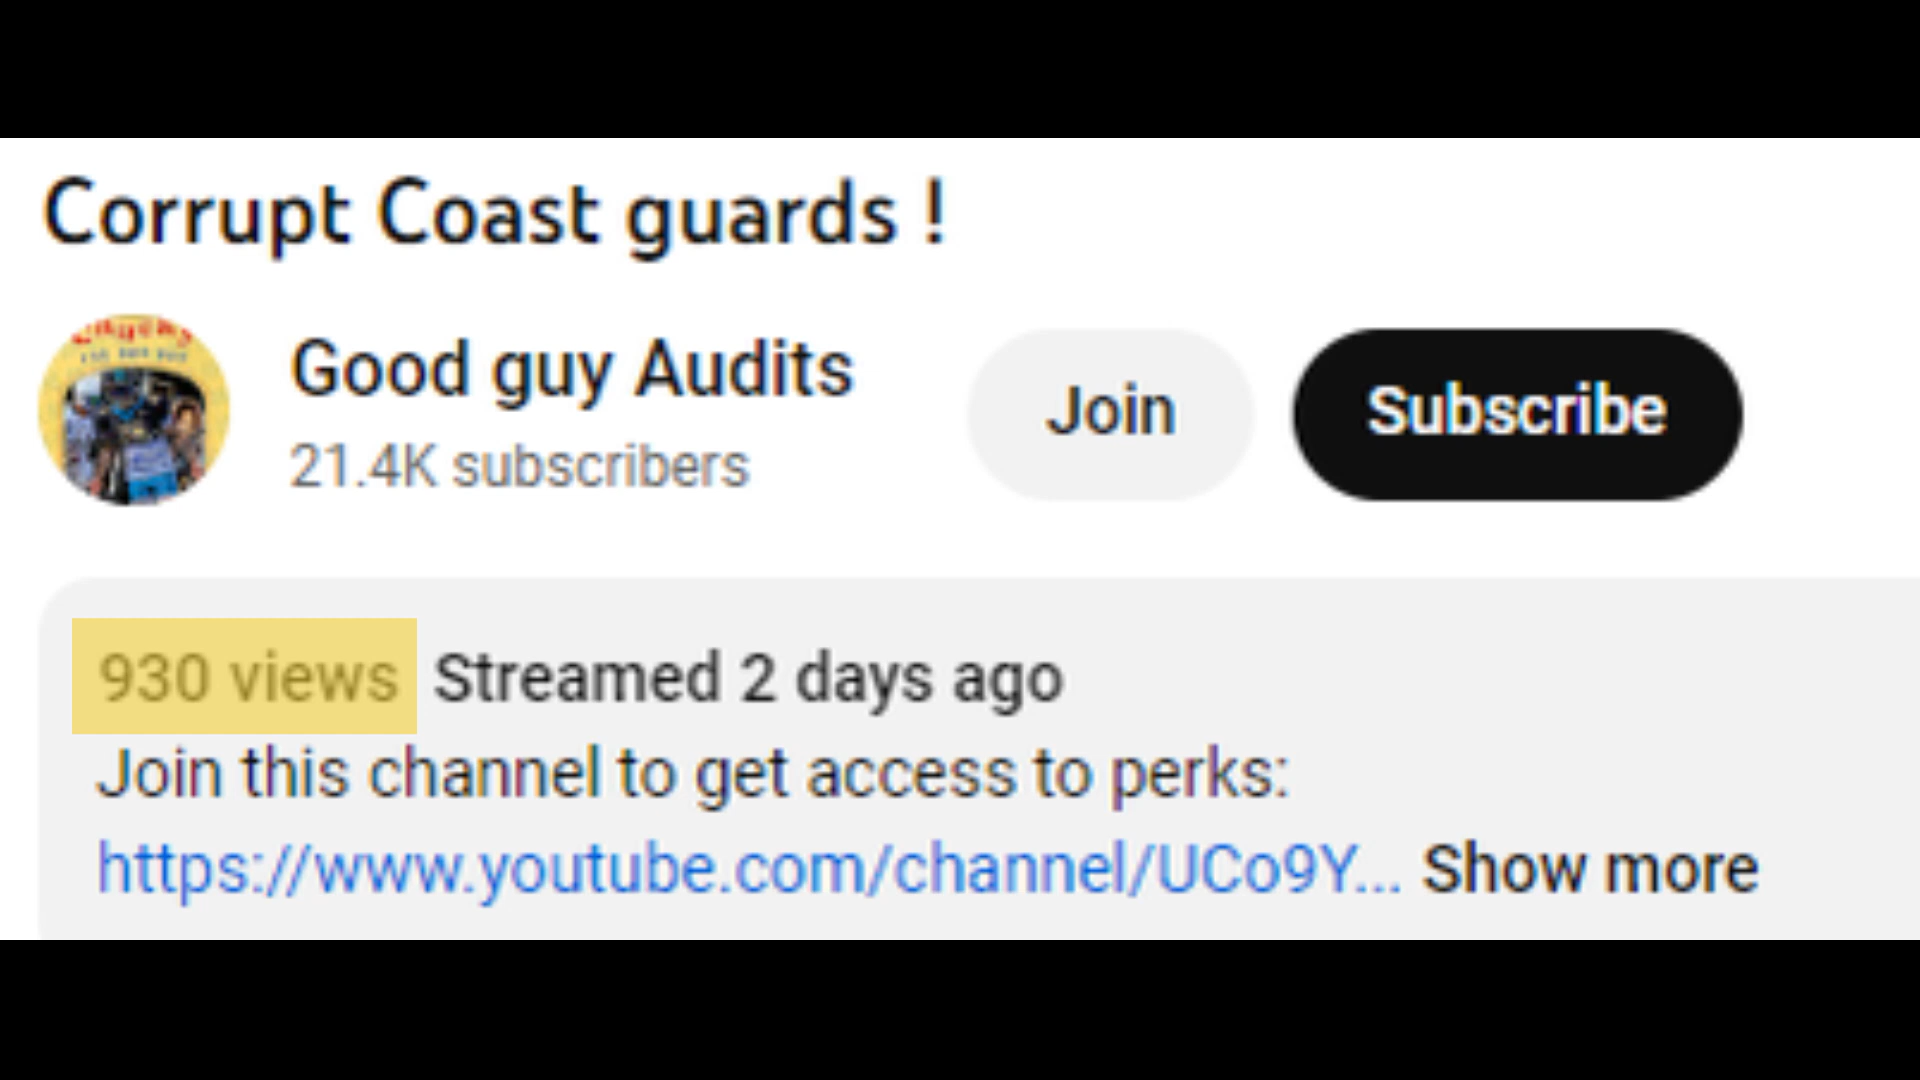 Corrupt Coast guards !
Good guy Audits
21.4K subscribers
Join
Subscribe
930 views Streamed 2 days ago
Join this channel to get access to perks:
https://www.youtube.com/channel/UCo9Y... Show more